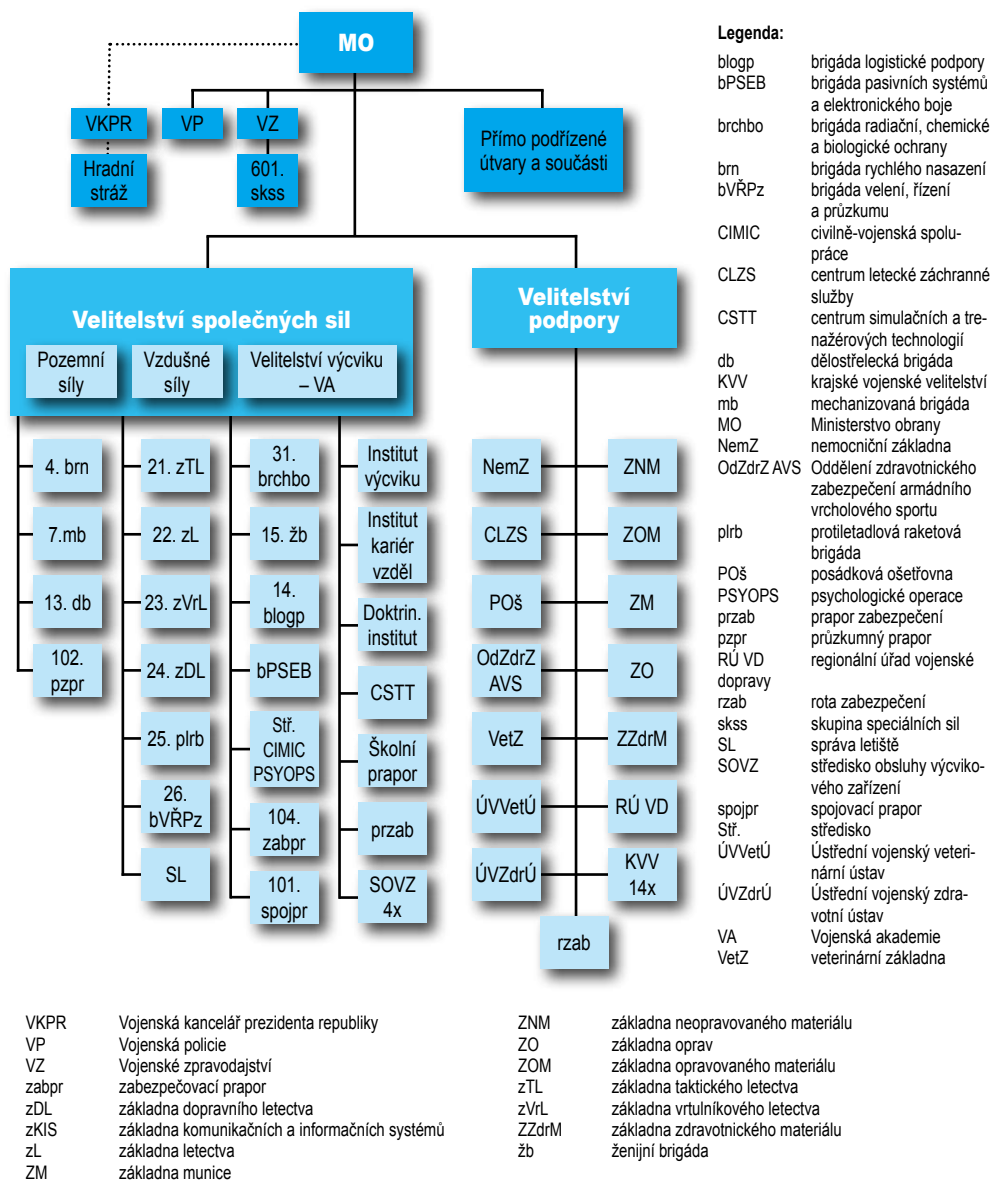 MO
VKPR
VP
VZ
Přímo podřízené
útvary a součásti
Hradní
stráž
601.
skss
Velitelství společných sil
Pozemní
síly
Vzdušné
síly
Velitelství výcviku
– VA
4. brn
7.mb
13. db
102.
pzpr
21. zTL
22. zL
23. zVrL
24. zDL
25. plrb
26.
bVŘPz
SL
31.
brchbo
15. žb
14.
blogp
bPSEB
Stř.
CIMIC
PSYOPS
104.
zabpr
101.
spojpr
Institut
výcviku
Institut
kariér
vzděl
Doktrin.
institut
CSTT
Školní
prapor
przab
SOVZ
4x
Velitelství
podpory
NemZ
ZNM
CLZS
ZOM
POš
ZM
OdZdrZ
AVS
ZO
VetZ
ZZdrM
ÚVVetÚ
RÚ VD
ÚVZdrÚ
KVV
14x
rzab
Legenda:
blogp brigáda logistické podpory
bPSEB brigáda pasivních systémů
a elektronického boje
brchbo brigáda radiační, chemické
a biologické ochrany
brn brigáda rychlého nasazení
bVŘPz brigáda velení, řízení
a průzkumu
CIMIC civilně-vojenská spolu-
práce
CLZS centrum letecké záchranné
služby
CSTT centrum simulačních a tre-
nažérových technologií
db dělostřelecká brigáda
KVV krajské vojenské velitelství
mb mechanizovaná brigáda
MO Ministerstvo obrany
NemZ nemocniční základna
OdZdrZ AVS Oddělení zdravotnického
zabezpečení armádního
vrcholového sportu
plrb protiletadlová raketová
brigáda
POš posádková ošetřovna
PSYOPS psychologické operace
przab prapor zabezpečení
pzpr průzkumný prapor
RÚ VD regionální úřad vojenské
dopravy
rzab rota zabezpečení
skss skupina speciálních sil
SL správa letiště
SOVZ středisko obsluhy výcviko-
vého zařízení
spojpr spojovací prapor
Stř. středisko
ÚVVetÚ Ústřední vojenský veteri-
nární ústav
ÚVZdrÚ Ústřední vojenský zdra-
votní ústav
VA Vojenská akademie
VetZ veterinární základna
VKPR Vojenská kancelář prezidenta republiky
VP Vojenská policie
VZ Vojenské zpravodajství
zabpr zabezpečovací prapor
zDL základna dopravního letectva
zKIS základna komunikačních a informačních systémů
zL základna letectva
ZM základna munice
ZNM základna neopravovaného materiálu
ZO základna oprav
ZOM základna opravovaného materiálu
zTL základna taktického letectva
zVrL základna vrtulníkového letectva
ZZdrM základna zdravotnického materiálu
žb ženijní brigáda